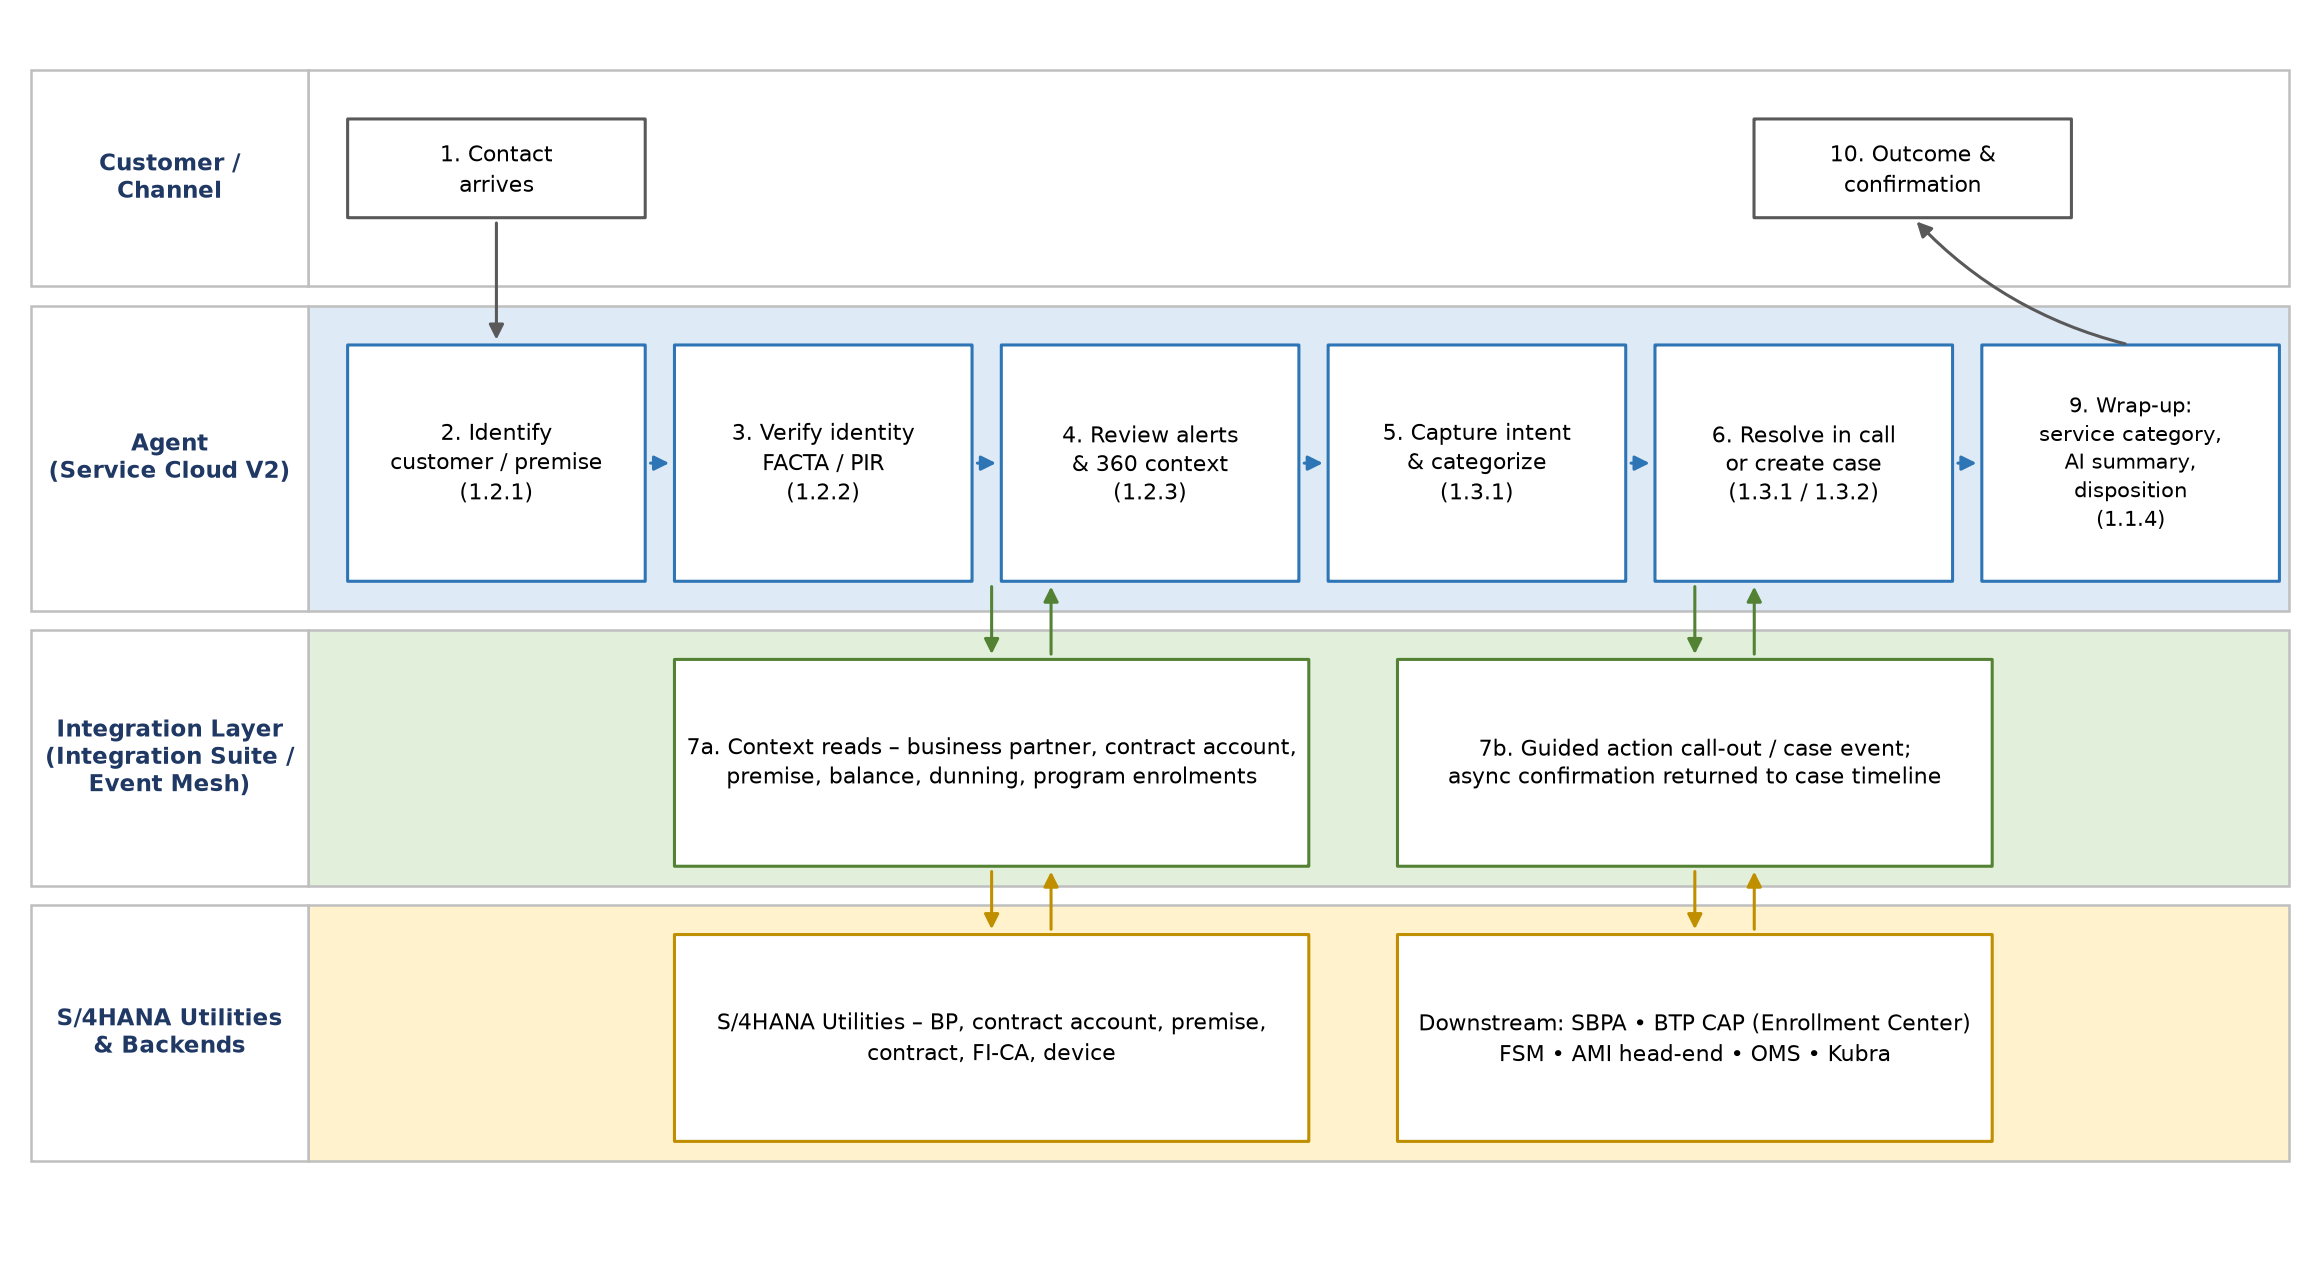 Customer /
Channel
1. Contact
arrives
10. Outcome &
confirmation
Agent
(Service Cloud V2)
2. Identify
customer / premise
(1.2.1)
3. Verify identity
FACTA / PIR
(1.2.2)
4. Review alerts
& 360 context
(1.2.3)
5. Capture intent
& categorize
(1.3.1)
6. Resolve in call
or create case
(1.3.1 / 1.3.2)
9. Wrap-up:
service category,
AI summary,
disposition
(1.1.4)
Integration Layer
(Integration Suite /
Event Mesh)
7a. Context reads – business partner, contract account,
premise, balance, dunning, program enrolments
7b. Guided action call-out / case event;
async confirmation returned to case timeline
S/4HANA Utilities
& Backends
S/4HANA Utilities – BP, contract account, premise,
contract, FI-CA, device
Downstream: SBPA • BTP CAP (Enrollment Center)
FSM • AMI head-end • OMS • Kubra